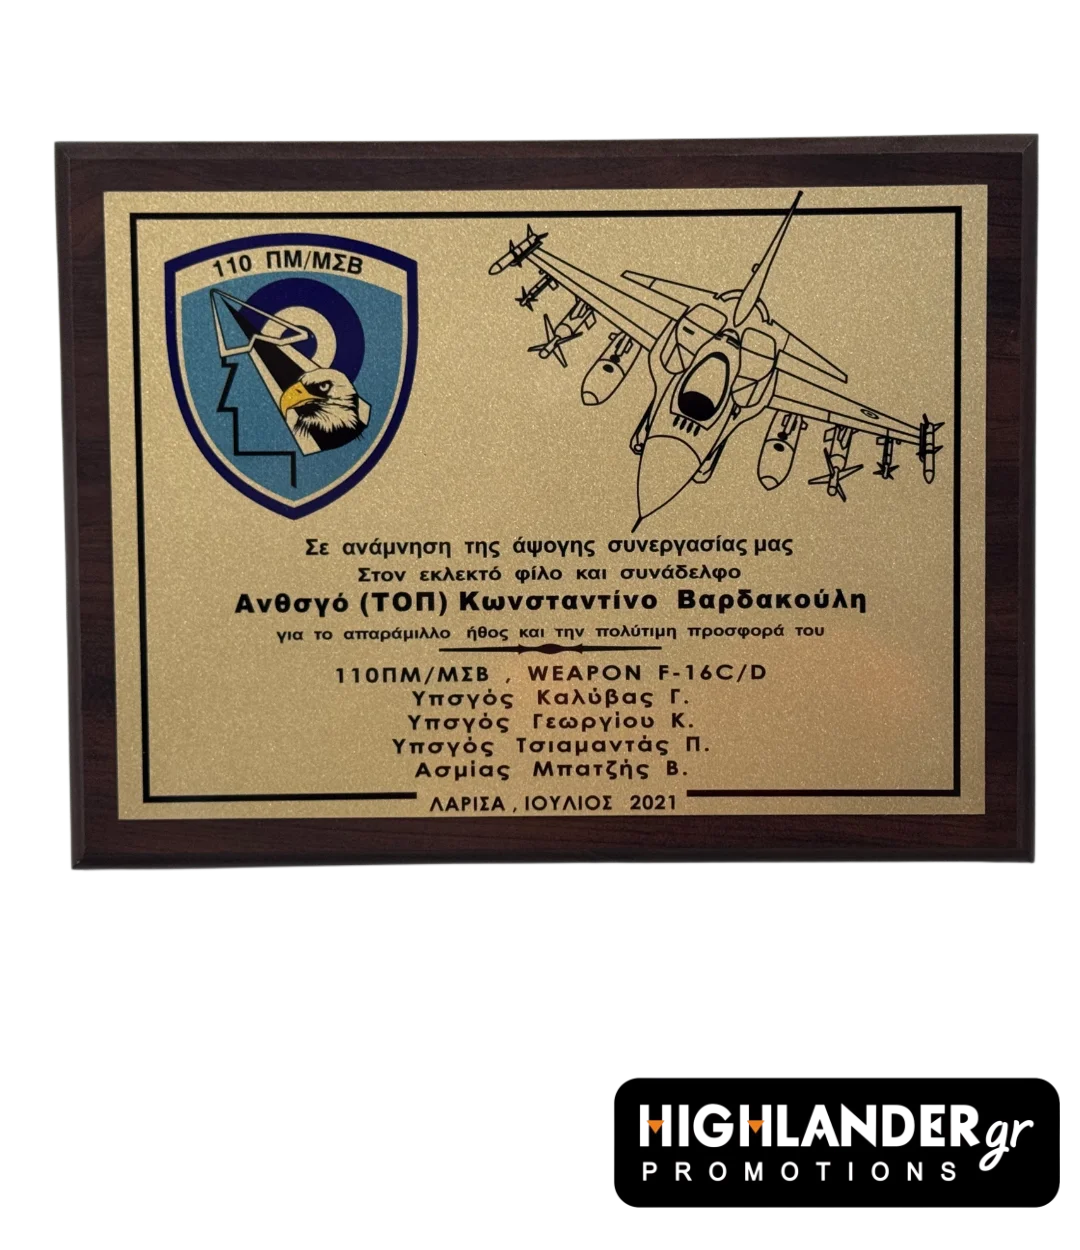 110 ΠΜ/ΜΣΒ
Σε ανάμνηση της άψογης συνεργασίας μας
Στον εκλεκτό φίλο και συνάδελφο
Ανθσγό (ΤΟΠ) Κωνσταντίνο Βαρδακούλη
για το απαράμιλλο ήθος και την πολύτιμη προσφορά του
110ΠΜ/ΜΣΒ , WEAPON F-16C/D
Υπσγός Καλύβας Γ.
Υπσγός Γεωργίου Κ.
Υπσγός Τσιαμαντάς Π.
Ασμίας Μπατζής Β.
ΛΑΡΙΣΑ , ΙΟΥΛΙΟΣ 2021
HIGHLANDERgr
PROMOTIONS